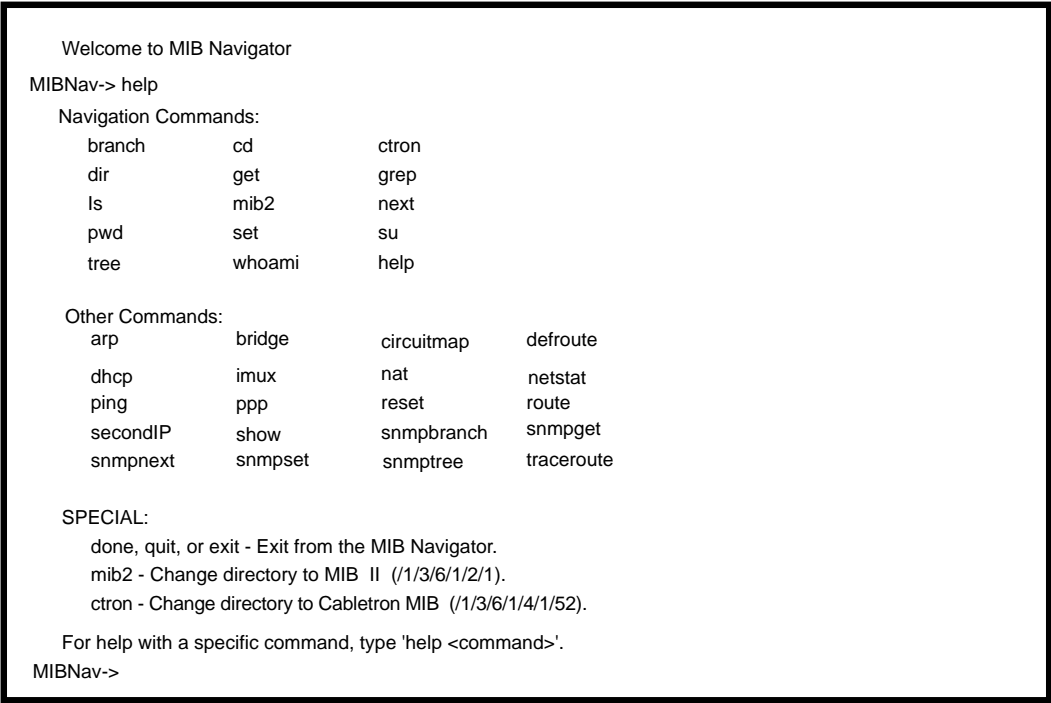 Welcome to MIB Navigator
MIBNav-> help
Navigation Commands:
branch cd ctron
dir get grep
ls mib2 next
pwd set su
tree whoami help
Other Commands:
arp bridge circuitmap defroute
dhcp imux nat netstat
ping ppp reset route
secondIP show snmpbranch snmpget
snmpnext snmpset snmptree traceroute
SPECIAL:
done, quit, or exit - Exit from the MIB Navigator.
mib2 - Change directory to MIB II (/1/3/6/1/2/1).
ctron - Change directory to Cabletron MIB (/1/3/6/1/4/1/52).
For help with a specific command, type 'help <command>'.
MIBNav->